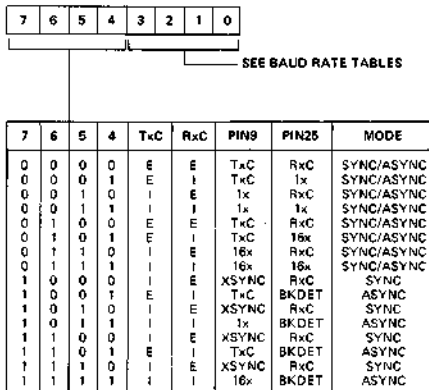 7 6 5 4 3 2 1 0
SEE BAUD RATE TABLES
7 6 5 4 TxC RxC PIN9 PIN25 MODE
0 0 0 0 E E TxC RxC SYNC/ASYNC
0 0 0 1 E I TxC 1x SYNC/ASYNC
0 0 1 0 I E 1x RxC SYNC/ASYNC
0 0 1 1 I I 1x 1x SYNC/ASYNC
0 1 0 0 E E TxC RxC SYNC/ASYNC
0 1 0 1 E I TxC 16x SYNC/ASYNC
0 1 1 0 I E 16x RxC SYNC/ASYNC
0 1 1 1 I I 16x 16x SYNC/ASYNC
1 0 0 0 I E XSYNC RxC SYNC
1 0 0 1 E I TxC BKDET ASYNC
1 0 1 0 I E XSYNC RxC SYNC
1 0 1 1 I I 1x BKDET ASYNC
1 1 0 0 I E XSYNC RxC SYNC
1 1 0 1 E I TxC BKDET ASYNC
1 1 1 0 I E XSYNC RxC SYNC
1 1 1 1 I I 16x BKDET ASYNC